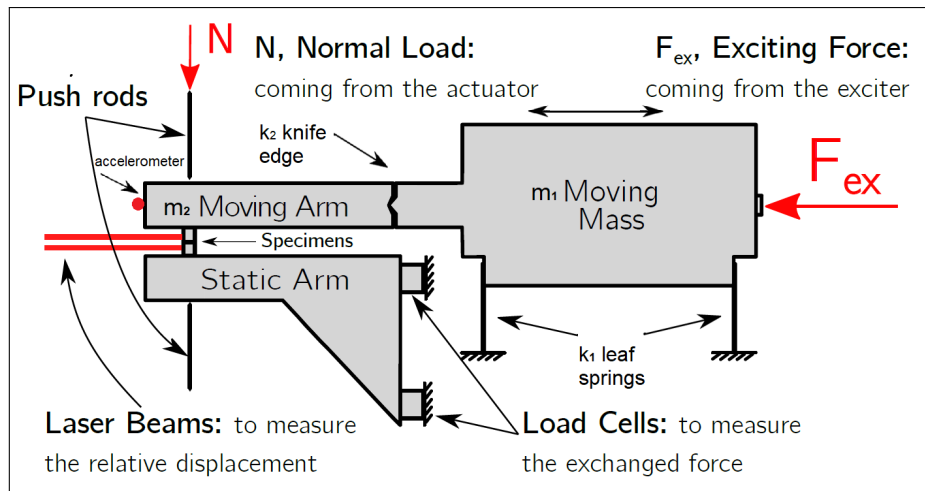 N
N, Normal Load:
coming from the actuator
F_ex, Exciting Force:
coming from the exciter
Push rods
accelerometer
k₂ knife
edge
m₂ Moving Arm
m₁ Moving
Mass
F_ex
Specimens
Static Arm
k₁ leaf
springs
Laser Beams: to measure
the relative displacement
Load Cells: to measure
the exchanged force